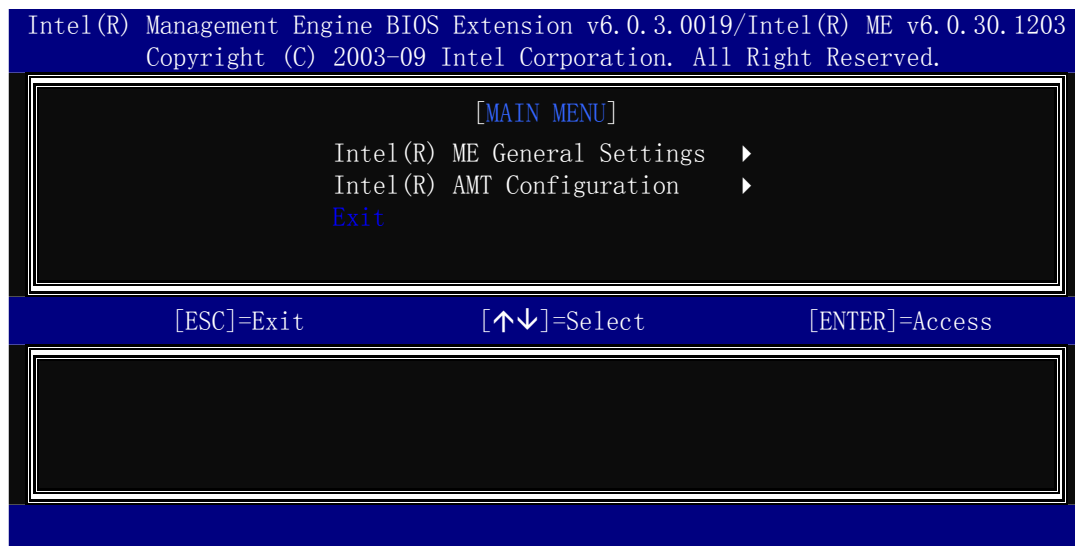 Intel(R) Management Engine BIOS Extension v6.0.3.0019/Intel(R) ME v6.0.30.1203
Copyright (C) 2003-09 Intel Corporation. All Right Reserved.
[MAIN MENU]
Intel(R) ME General Settings ▶
Intel(R) AMT Configuration ▶
Exit
[ESC]=Exit [↑↓]=Select [ENTER]=Access